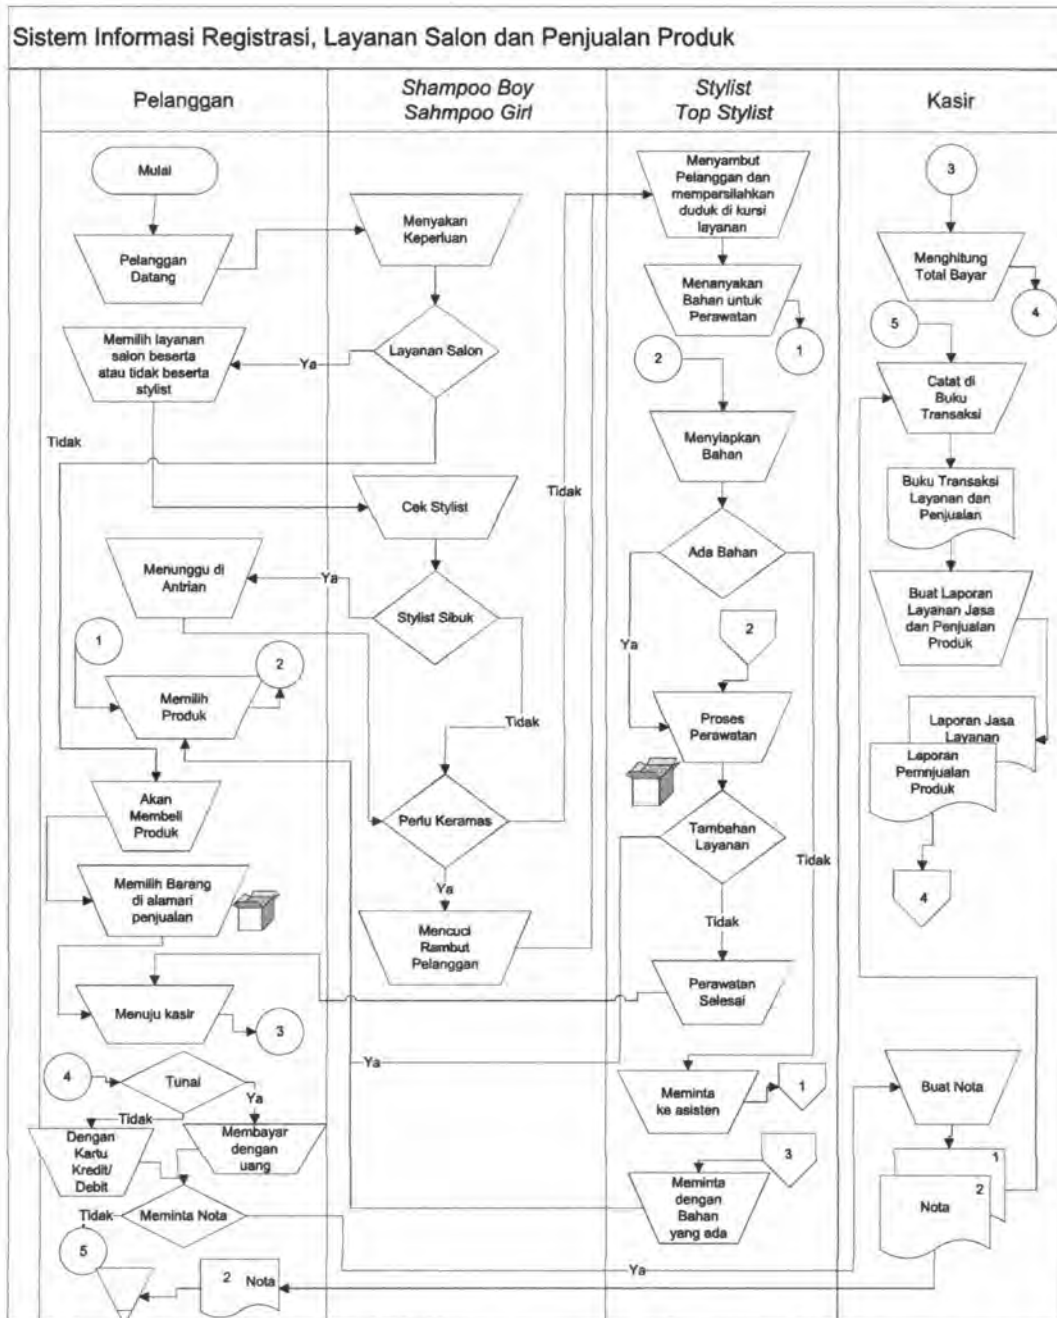 Sistem Informasi Registrasi, Layanan Salon dan Penjualan Produk
Pelanggan
Shampoo Boy
Sahmpoo Girl
Stylist
Top Stylist
Kasir
Mulai
Pelanggan
Datang
Memilih layanan
salon beserta
atau tidak beserta
stylist
Tidak
Menunggu di
Antrian
1
2
Memilih
Produk
Akan
Membeli
Produk
Memilih Barang
di alamari
penjualan
Menuju kasir
3
4
Tunai
Ya
Tidak
Dengan
Kartu
Kredit/
Debit
Membayar
dengan
uang
Tidak
Meminta Nota
5
2
Nota
Menyakan
Keperluan
Layanan Salon
Ya
Cek Stylist
Ya
Stylist Sibuk
Tidak
Tidak
Perlu Keramas
Ya
Mencuci
Rambut
Pelanggan
Ya
Menyambut
Pelanggan dan
mempersilahkan
duduk di kursi
layanan
Menanyakan
Bahan untuk
Perawatan
1
2
Menyiapkan
Bahan
Ada Bahan
Ya
2
Proses
Perawatan
Tambahan
Layanan
Tidak
Tidak
Perawatan
Selesai
Meminta
ke asisten
1
3
Meminta
dengan
Bahan
yang ada
Ya
3
Menghitung
Total Bayar
4
5
Catat di
Buku
Transaksi
Buku Transaksi
Layanan dan
Penjualan
Buat Laporan
Layanan Jasa
dan Penjualan
Produk
Laporan Jasa
Layanan
Laporan
Pemnjualan
Produk
4
Buat Nota
1
2
Nota